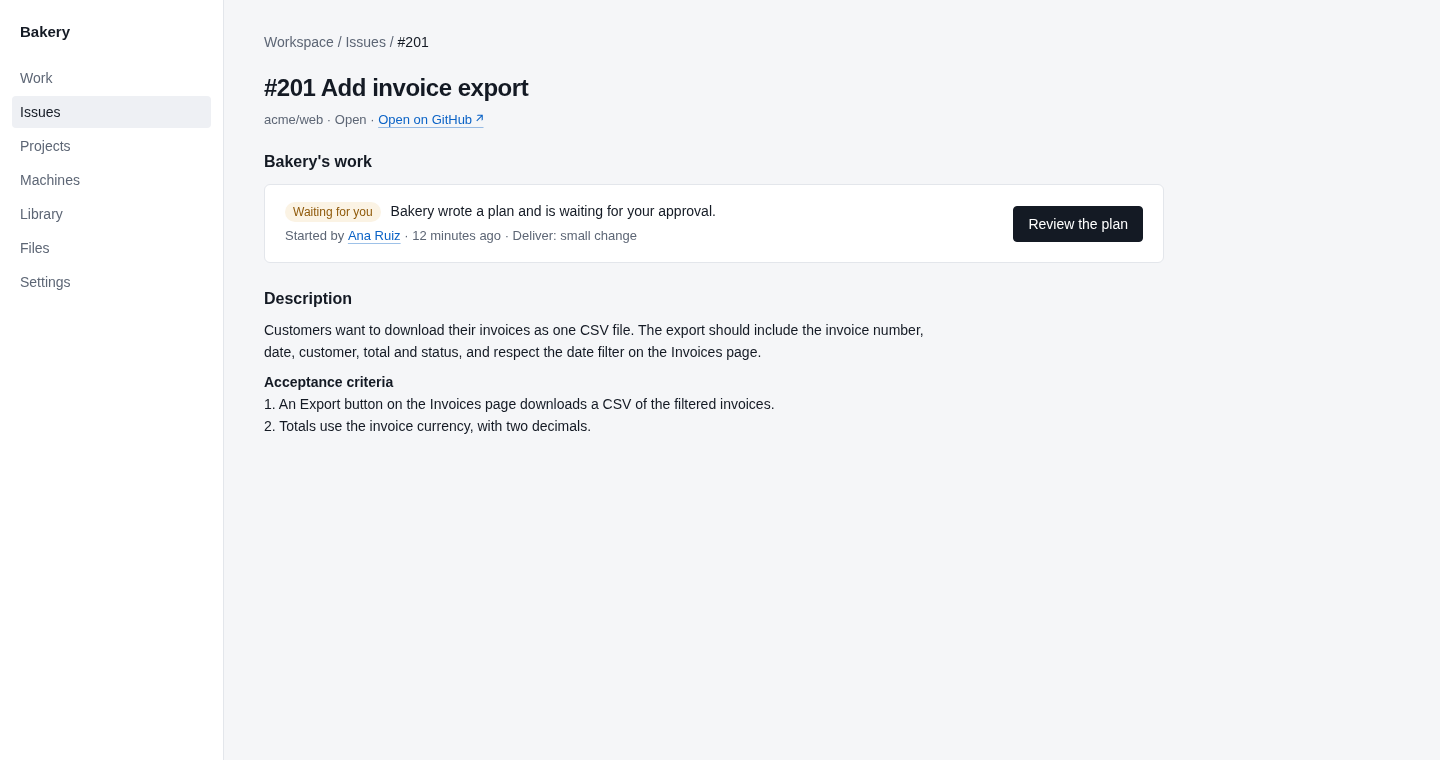 Bakery
Work
Issues
Projects
Machines
Library
Files
Settings
Workspace / Issues / #201
#201 Add invoice export
acme/web · Open · Open on GitHub ↗
Bakery's work
Waiting for you Bakery wrote a plan and is waiting for your approval.
Started by Ana Ruiz · 12 minutes ago · Deliver: small change
Review the plan
Description
Customers want to download their invoices as one CSV file. The export should include the invoice number,
date, customer, total and status, and respect the date filter on the Invoices page.
Acceptance criteria
1. An Export button on the Invoices page downloads a CSV of the filtered invoices.
2. Totals use the invoice currency, with two decimals.